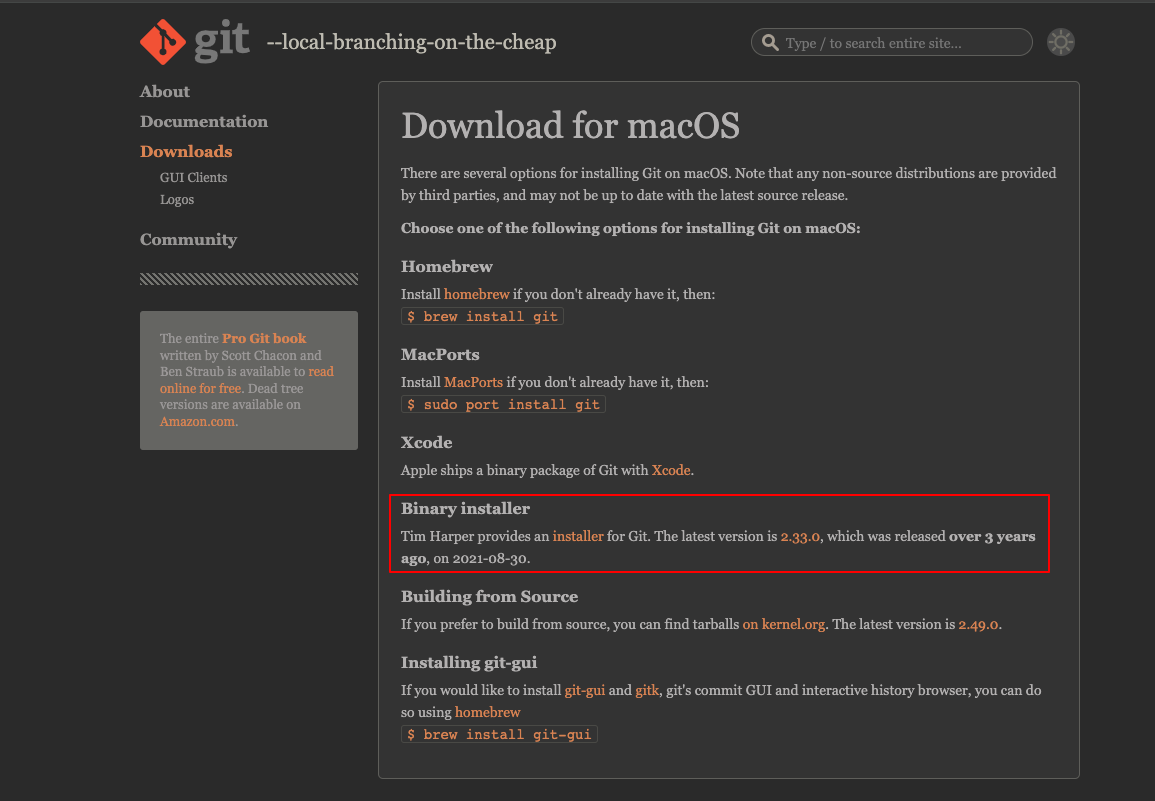 git --local-branching-on-the-cheap
Type / to search entire site...
About
Documentation
Downloads
GUI Clients
Logos
Community
The entire Pro Git book
written by Scott Chacon and
Ben Straub is available to read
online for free. Dead tree
versions are available on
Amazon.com.
Download for macOS
There are several options for installing Git on macOS. Note that any non-source distributions are provided
by third parties, and may not be up to date with the latest source release.
Choose one of the following options for installing Git on macOS:
Homebrew
Install homebrew if you don't already have it, then:
$ brew install git
MacPorts
Install MacPorts if you don't already have it, then:
$ sudo port install git
Xcode
Apple ships a binary package of Git with Xcode.
Binary installer
Tim Harper provides an installer for Git. The latest version is 2.33.0, which was released over 3 years
ago, on 2021-08-30.
Building from Source
If you prefer to build from source, you can find tarballs on kernel.org. The latest version is 2.49.0.
Installing git-gui
If you would like to install git-gui and gitk, git's commit GUI and interactive history browser, you can do
so using homebrew
$ brew install git-gui